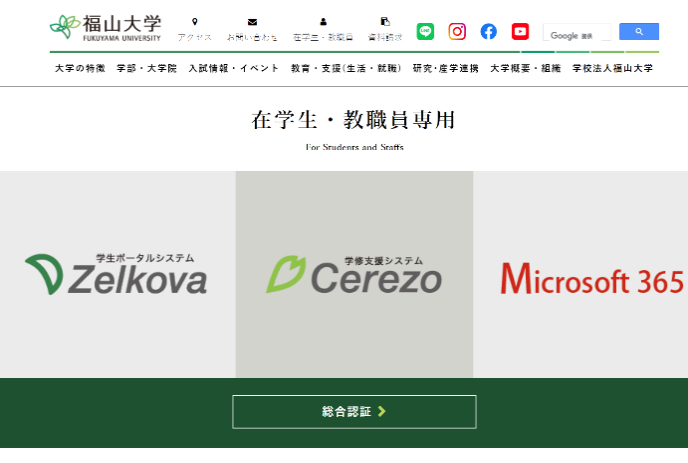 福山大学
FUKUYAMA UNIVERSITY
アクセス お問い合わせ 在学生・教職員 資料請求
Google 提供
大学の特徴 学部・大学院 入試情報・イベント 教育・支援(生活・就職) 研究・産学連携 大学概要・組織 学校法人福山大学
在学生・教職員専用
For Students and Staffs
学生ポータルシステム
Zelkova
学修支援システム
Cerezo
Microsoft 365
総合認証